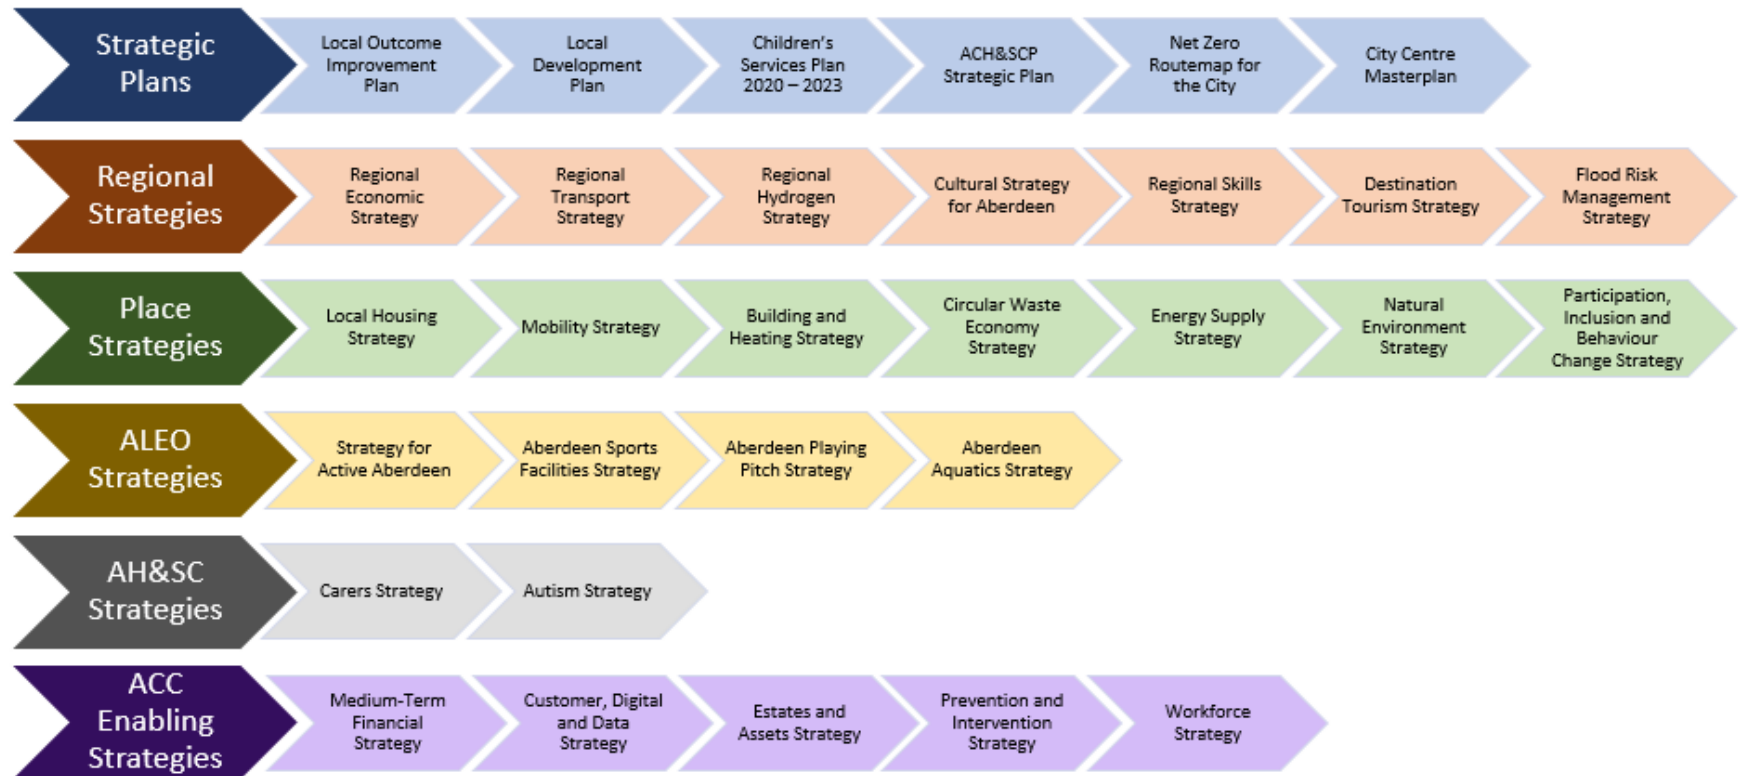 Strategic
Plans
Local Outcome
Improvement
Plan
Local
Development
Plan
Children's
Services Plan
2020 – 2023
ACH&SCP
Strategic Plan
Net Zero
Routemap for
the City
City Centre
Masterplan
Regional
Strategies
Regional
Economic
Strategy
Regional
Transport
Strategy
Regional
Hydrogen
Strategy
Cultural Strategy
for Aberdeen
Regional Skills
Strategy
Destination
Tourism Strategy
Flood Risk
Management
Strategy
Place
Strategies
Local Housing
Strategy
Mobility Strategy
Building and
Heating Strategy
Circular Waste
Economy
Strategy
Energy Supply
Strategy
Natural
Environment
Strategy
Participation,
Inclusion and
Behaviour
Change Strategy
ALEO
Strategies
Strategy for
Active Aberdeen
Aberdeen Sports
Facilities Strategy
Aberdeen Playing
Pitch Strategy
Aberdeen
Aquatics Strategy
AH&SC
Strategies
Carers Strategy
Autism Strategy
ACC
Enabling
Strategies
Medium-Term
Financial
Strategy
Customer, Digital
and Data
Strategy
Estates and
Assets Strategy
Prevention and
Intervention
Strategy
Workforce
Strategy